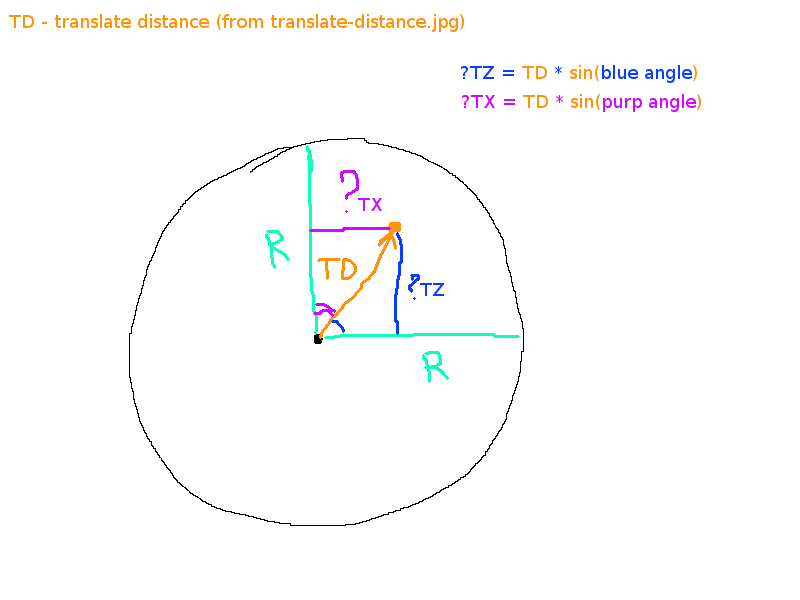 TD - translate distance (from translate-distance.jpg)
?TZ = TD * sin(blue angle)
?TX = TD * sin(purp angle)
?TX
R
TD
?TZ
R